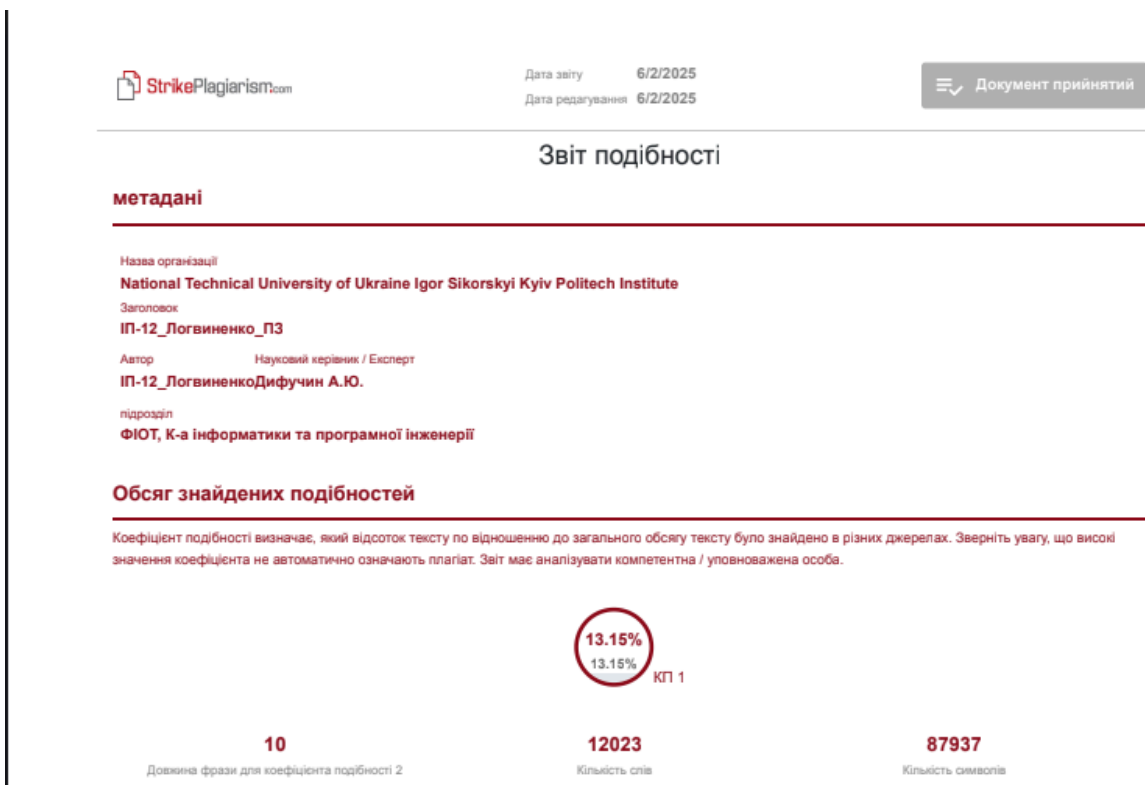 StrikePlagiarism.com
Дата звіту 6/2/2025
Дата редагування 6/2/2025
Документ прийнятий
Звіт подібності
метадані
Назва організації
National Technical University of Ukraine Igor Sikorskyi Kyiv Politech Institute
Заголовок
ІП-12_Логвиненко_ПЗ
Автор Науковий керівник / Експерт
ІП-12_ЛогвиненкоДифучин А.Ю.
підрозділ
ФІОТ, К-а інформатики та програмної інженерії
Обсяг знайдених подібностей
Коефіцієнт подібності визначає, який відсоток тексту по відношенню до загального обсягу тексту було знайдено в різних джерелах. Зверніть увагу, що високі
значення коефіцієнта не автоматично означають плагіат. Звіт має аналізувати компетентна / уповноважена особа.
13.15%
13.15%
КП 1
10 12023 87937
Довжина фрази для коефіцієнта подібності 2 Кількість слів Кількість символів